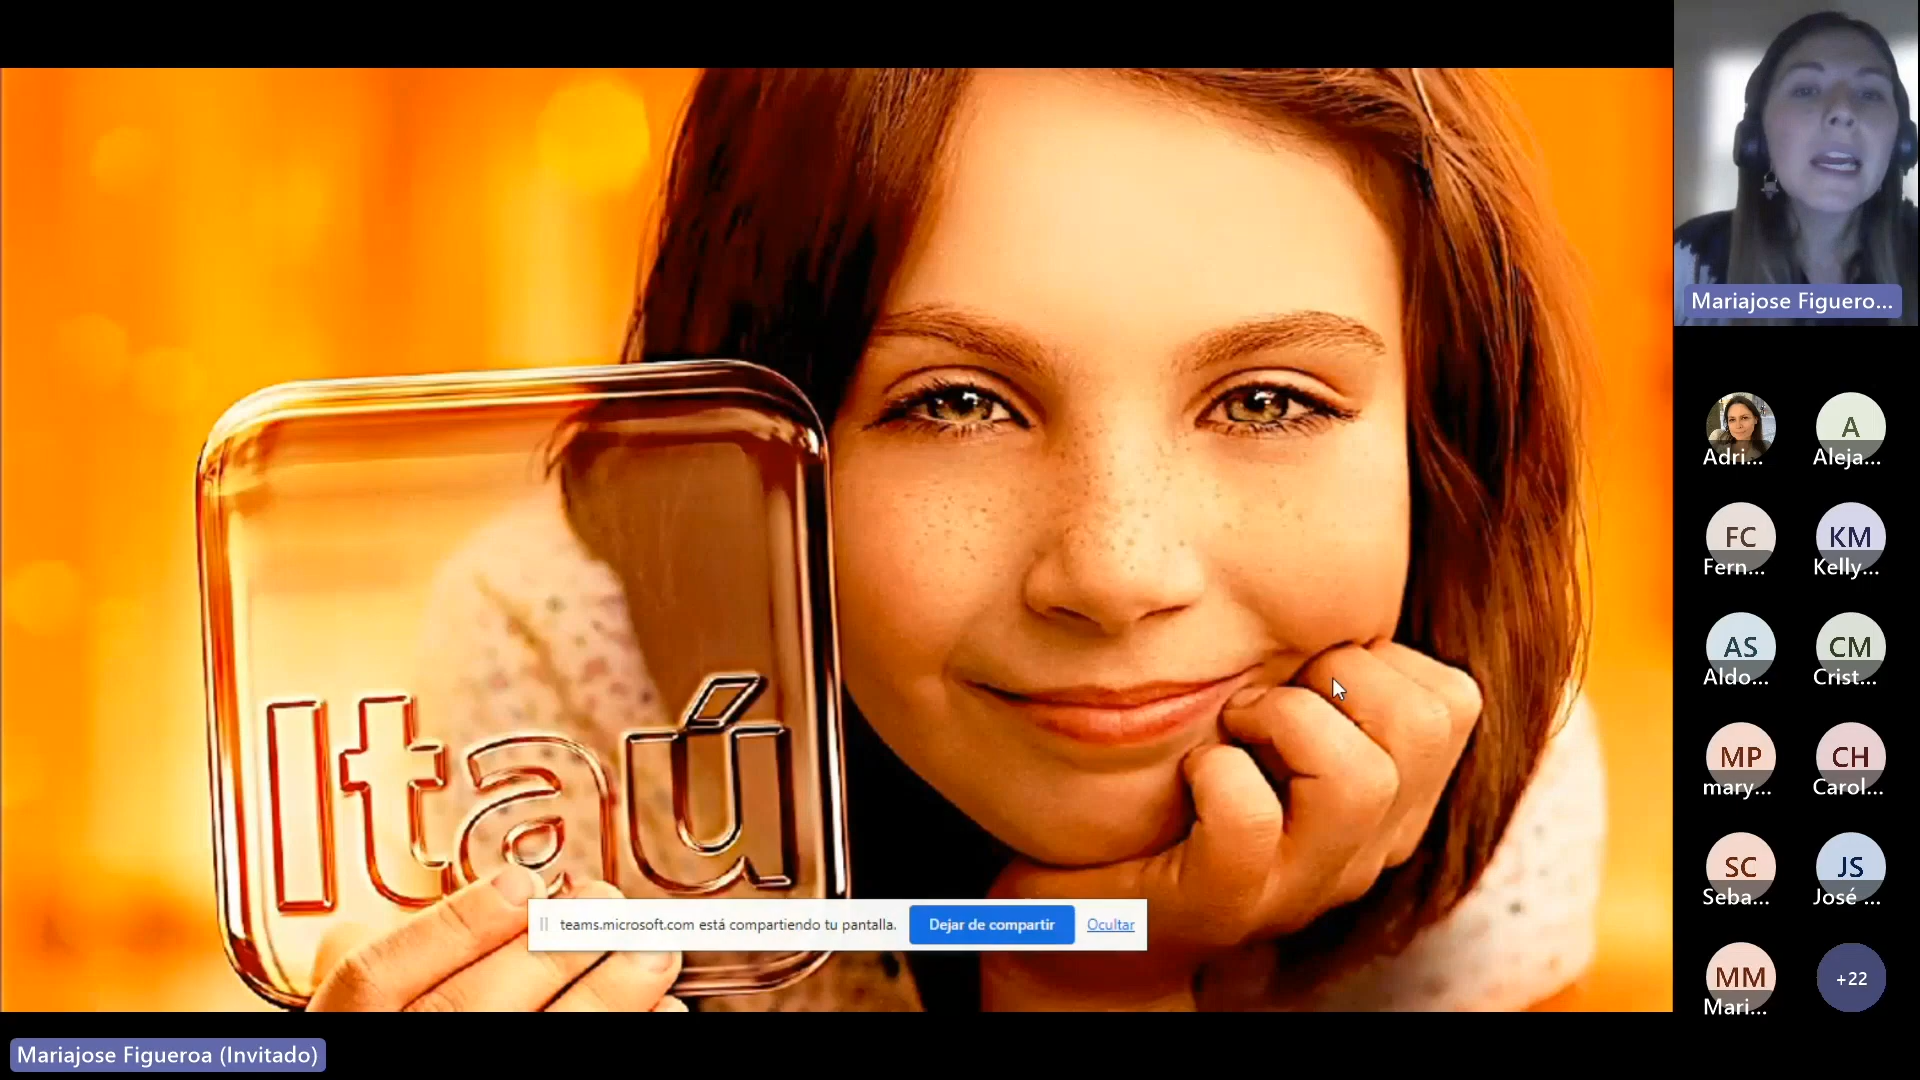 Itaú
teams.microsoft.com está compartiendo tu pantalla.
Dejar de compartir
Ocultar
Mariajose Figuero...
Adri...
A
Aleja...
FC
Fern...
KM
Kelly...
AS
Aldo...
CM
Crist...
MP
mary...
CH
Carol...
SC
Seba...
JS
José ...
MM
Mari...
+22
Mariajose Figueroa (Invitado)